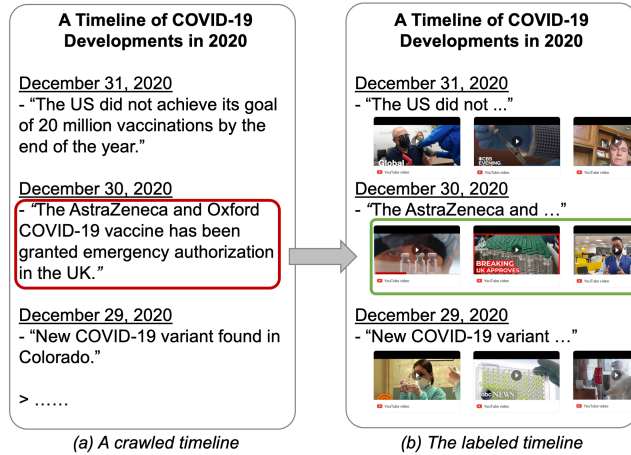 A Timeline of COVID-19
Developments in 2020
December 31, 2020
- “The US did not achieve its goal
of 20 million vaccinations by the
end of the year.”
December 30, 2020
- “The AstraZeneca and Oxford
COVID-19 vaccine has been
granted emergency authorization
in the UK.”
December 29, 2020
- “New COVID-19 variant found in
Colorado.”
> ......
(a) A crawled timeline
A Timeline of COVID-19
Developments in 2020
December 31, 2020
- “The US did not ...”
Global
CBS
EVENING
YouTube video
YouTube video
YouTube video
December 30, 2020
- “The AstraZeneca and ...”
BREAKING
UK APPROVES
YouTube video
YouTube video
YouTube video
December 29, 2020
- “New COVID-19 variant ...”
abc NEWS
YouTube video
YouTube video
YouTube video
(b) The labeled timeline